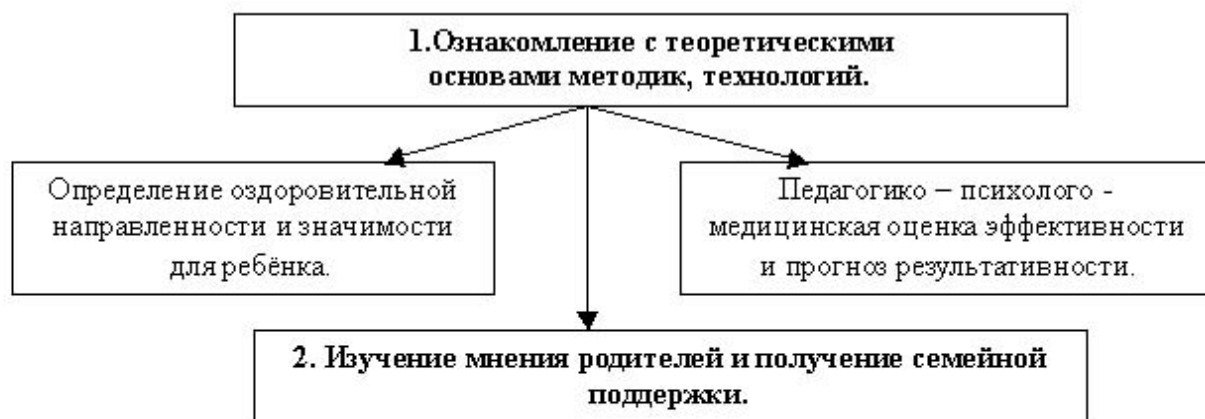 1.Ознакомление с теоретическими
основами методик, технологий.
Определение оздоровительной
направленности и значимости
для ребёнка.
Педагогико – психолого -
медицинская оценка эффективности
и прогноз результативности.
2. Изучение мнения родителей и получение семейной
поддержки.